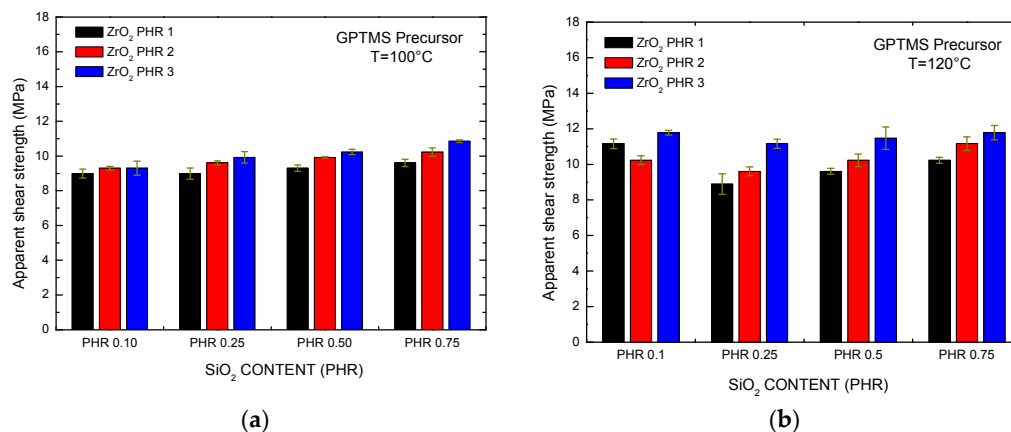 18
16
14
12
10
8
6
4
2
0
Apparent shear strength (MPa)
ZrO2 PHR 1
ZrO2 PHR 2
ZrO2 PHR 3
GPTMS Precursor
T=100°C
PHR 0.10 PHR 0.25 PHR 0.50 PHR 0.75
SiO2 CONTENT (PHR)
(a)
18
16
14
12
10
8
6
4
2
0
Apparent shear strength (MPa)
ZrO2 PHR 1
ZrO2 PHR 2
ZrO2 PHR 3
GPTMS Precursor
T=120°C
PHR 0.1 PHR 0.25 PHR 0.5 PHR 0.75
SiO2 CONTENT (PHR)
(b)